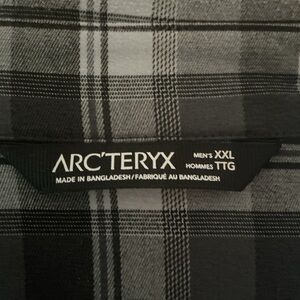 ARC'TERYX
MEN'S XXL
HOMMES TTG
MADE IN BANGLADESH/FABRIQUÉ AU BANGLADESH